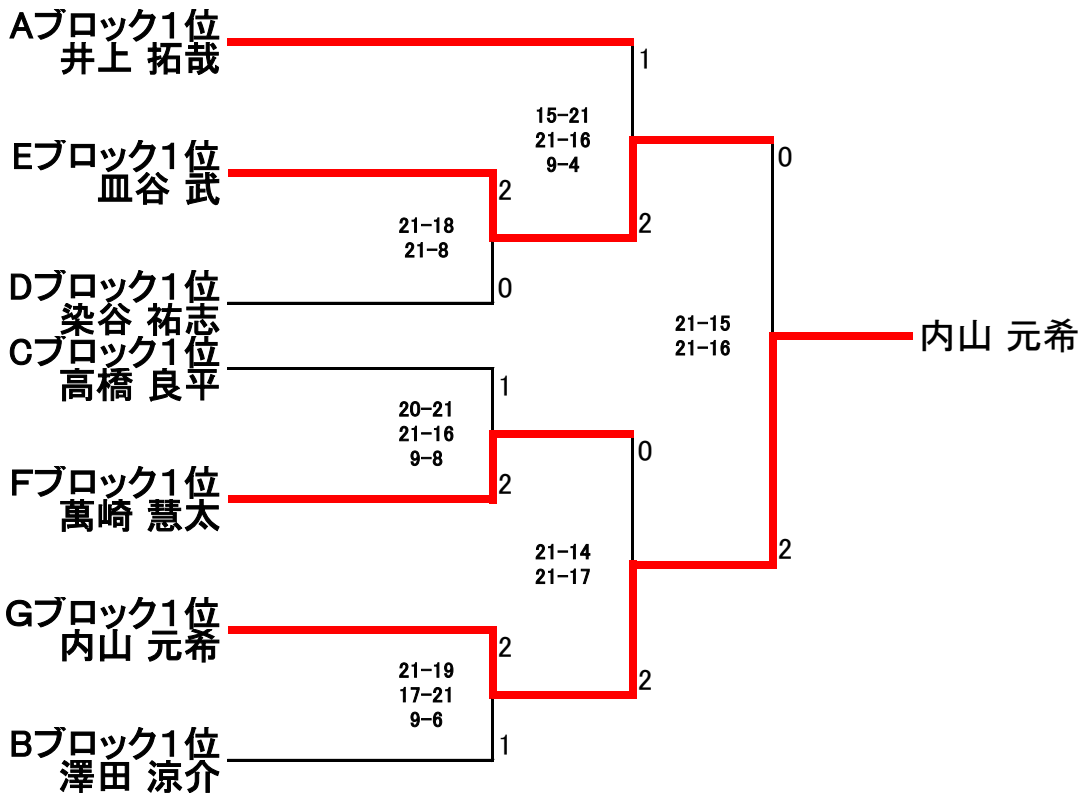 Aブロック1位
井上 拓哉
1
15-21
21-16
9-4
Eブロック1位
皿谷 武
2
0
21-18
21-8
2
Dブロック1位
染谷 祐志
0
21-15
21-16
内山 元希
Cブロック1位
高橋 良平
1
20-21
21-16
9-8
0
Fブロック1位
萬崎 慧太
2
21-14
21-17
2
Gブロック1位
内山 元希
2
21-19
17-21
9-6
2
Bブロック1位
澤田 涼介
1